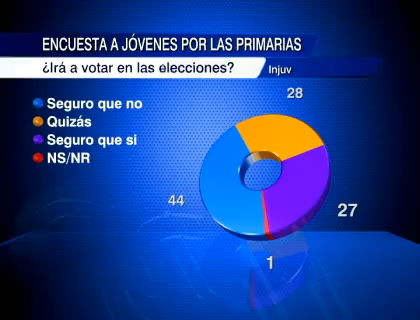 ENCUESTA A JÓVENES POR LAS PRIMARIAS
¿Irá a votar en las elecciones?
Injuv
Seguro que no
Quizás
Seguro que si
NS/NR
28
44
27
1